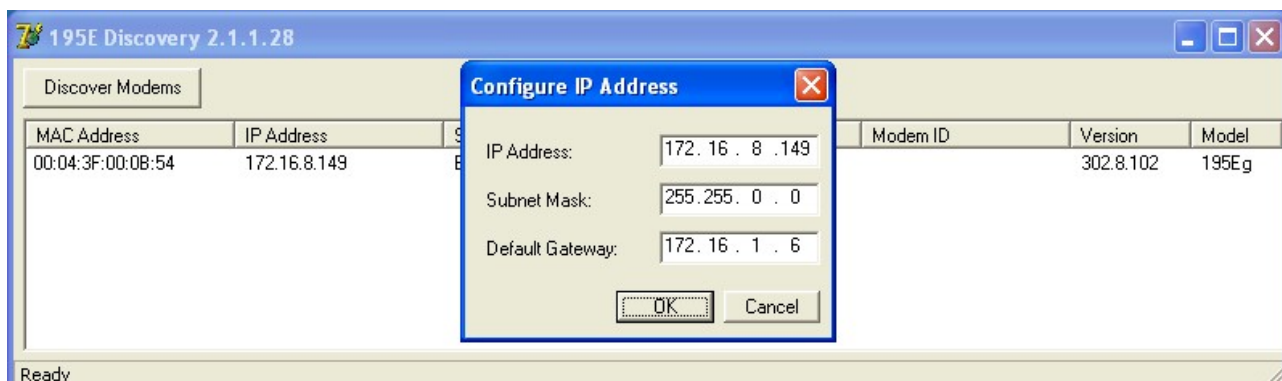 195E Discovery 2.1.1.28
Discover Modems
MAC Address IP Address Modem ID Version Model
00:04:3F:00:0B:54 172.16.8.149 302.8.102 195Eg
Configure IP Address
IP Address: 172. 16 . 8 .149
Subnet Mask: 255.255. 0 . 0
Default Gateway: 172. 16 . 1 . 6
OK Cancel
Ready